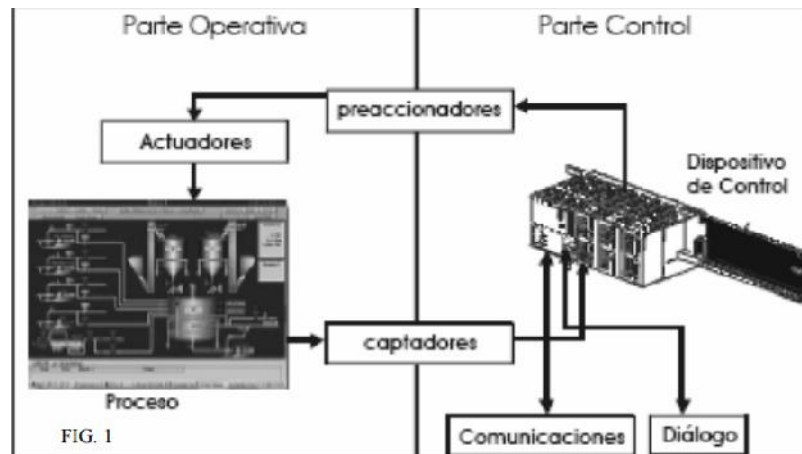 Parte Operativa
Parte Control
preaccionadores
Actuadores
Dispositivo
de Control
captadores
Proceso
FIG. 1
Comunicaciones
Diálogo